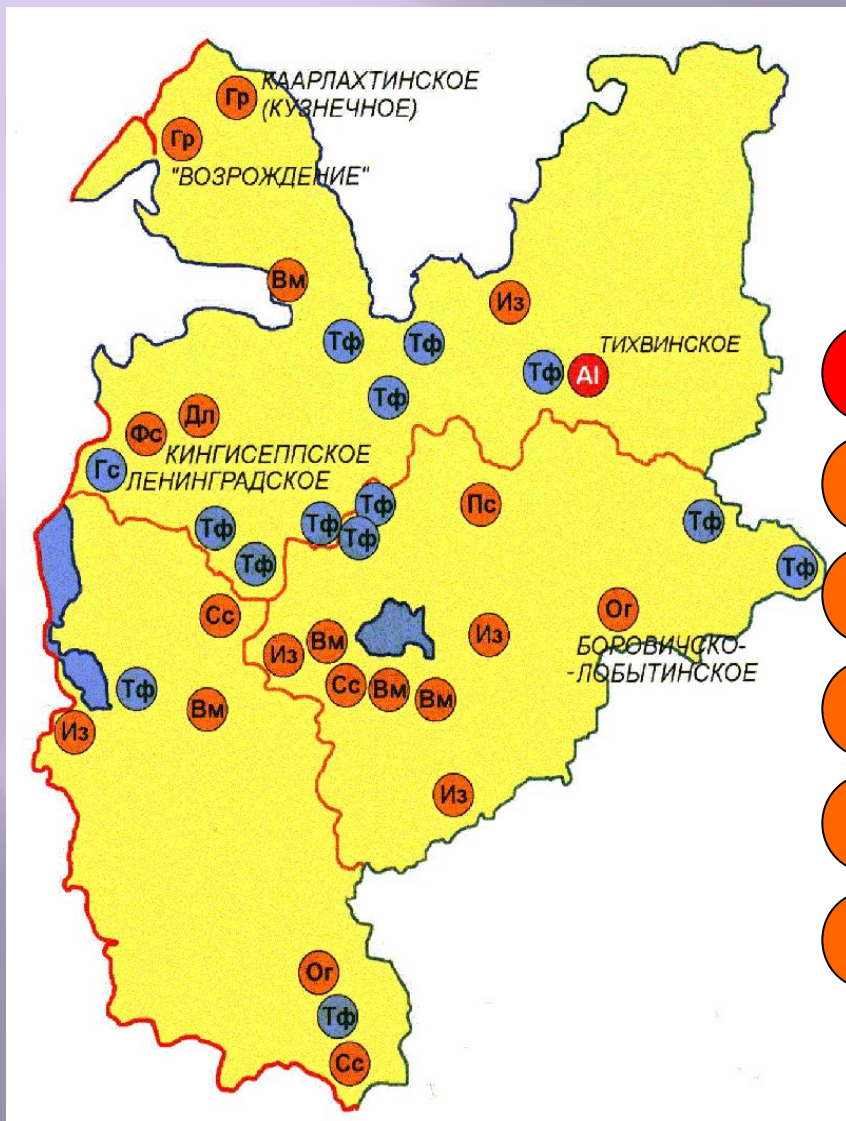 Гр
КААРЛАХТИНСКОЕ
(КУЗНЕЧНОЕ)
Гр
"ВОЗРОЖДЕНИЕ"
Вм
Из
Тф
Тф
ТИХВИНСКОЕ
Тф
Al
Тф
Дл
Фс
КИНГИСЕППСКОЕ
Гс
ЛЕНИНГРАДСКОЕ
Тф
Тф
Тф
Тф
Тф
Пс
Тф
Тф
Сс
Ог
Из
Вм
Из
БОРОВИЧСКО-
-ЛОБЫТИНСКОЕ
Тф
Вм
Сс
Вм
Вм
Из
Из
Ог
Тф
Сс